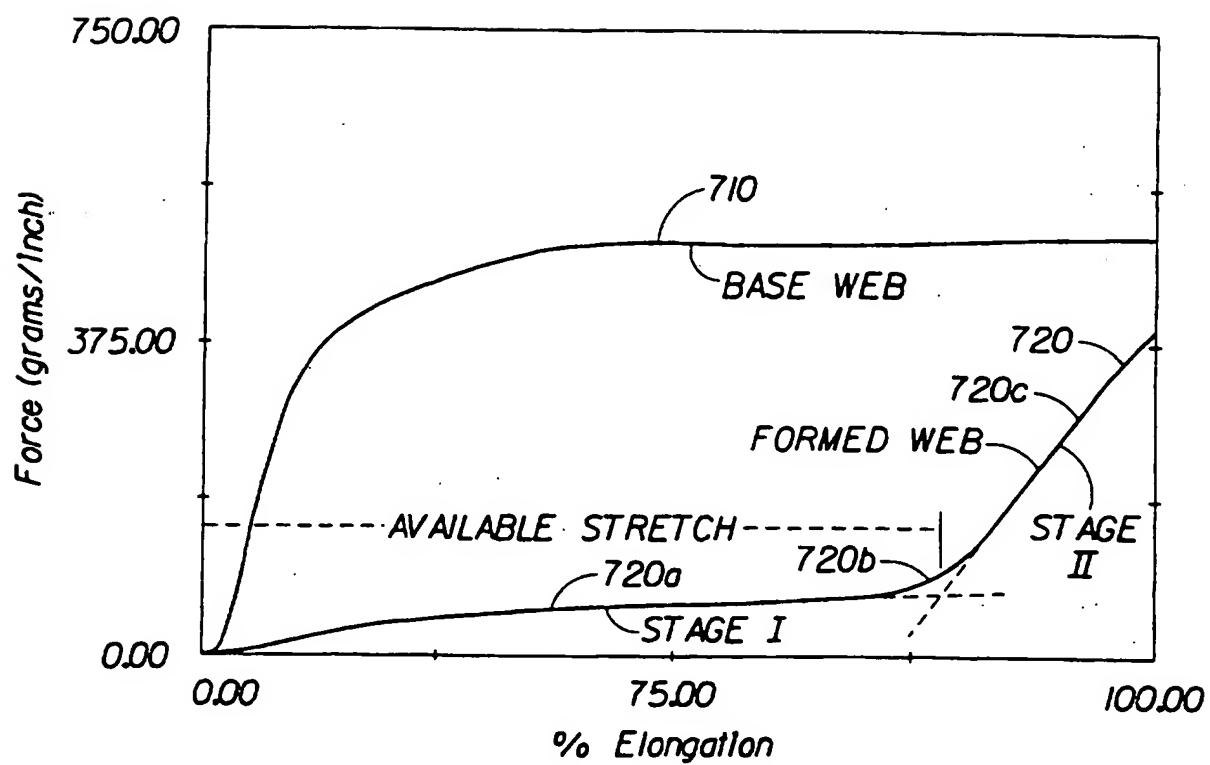 750.00
710
BASE WEB
375.00
720
720c
FORMED WEB
Force (grams/inch)
AVAILABLE STRETCH
STAGE
II
720b
720a
STAGE I
0.00
0.00
75.00
100.00
% Elongation